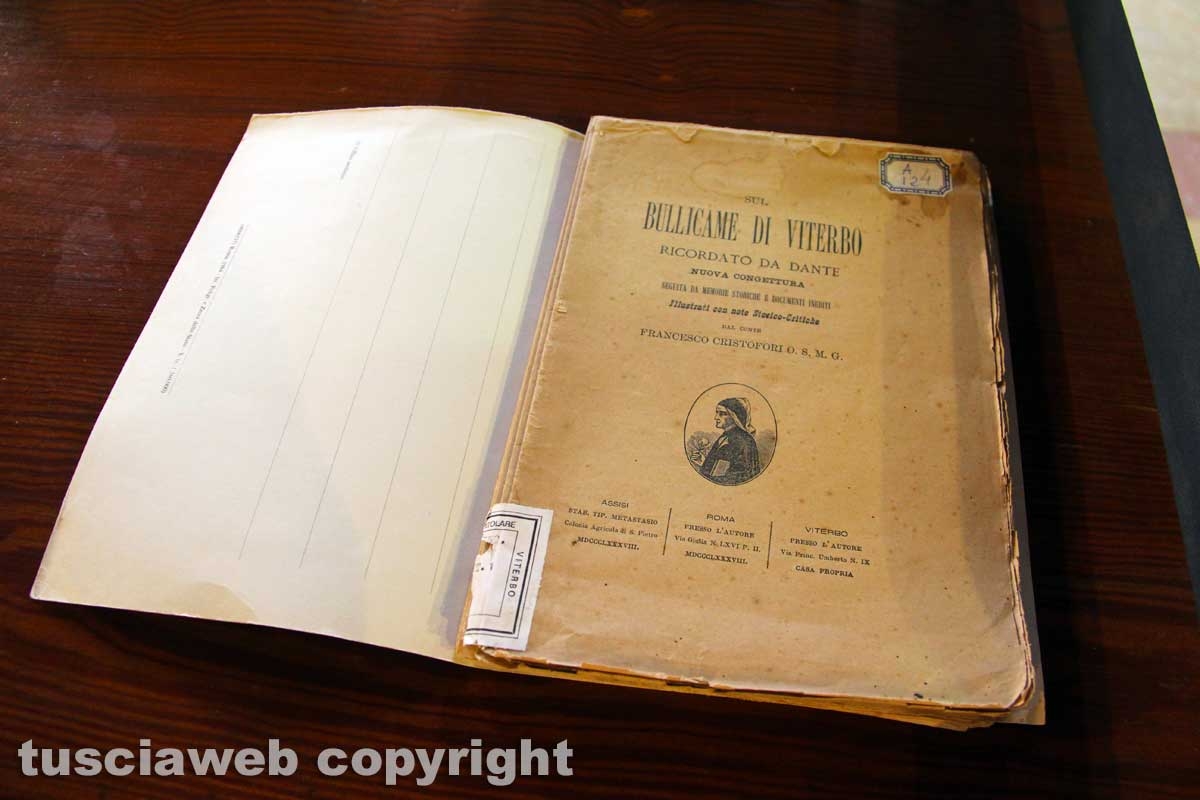 A
124
SUL
BULLICAME DI VITERBO
RICORDATO DA DANTE
NUOVA CONGETTURA
SEGUITA DA MEMORIE STORICHE E DOCUMENTI INEDITI
Illustrati con note Storico-Critiche
DAL CONTE
FRANCESCO CRISTOFORI O. S. M. G.
ASSISI
STAB. TIP. METASTASIO
Colonia Agricola di S. Pietro
MDCCCLXXXVIII.
ROMA
PRESSO L'AUTORE
Via Giulia N. LXVI P. II.
MDCCCLXXXVIII.
VITERBO
PRESSO L'AUTORE
Via Princ. Umberto N. IX
CASA PROPRIA
TOLARE
VITERBO
tusciaweb copyright